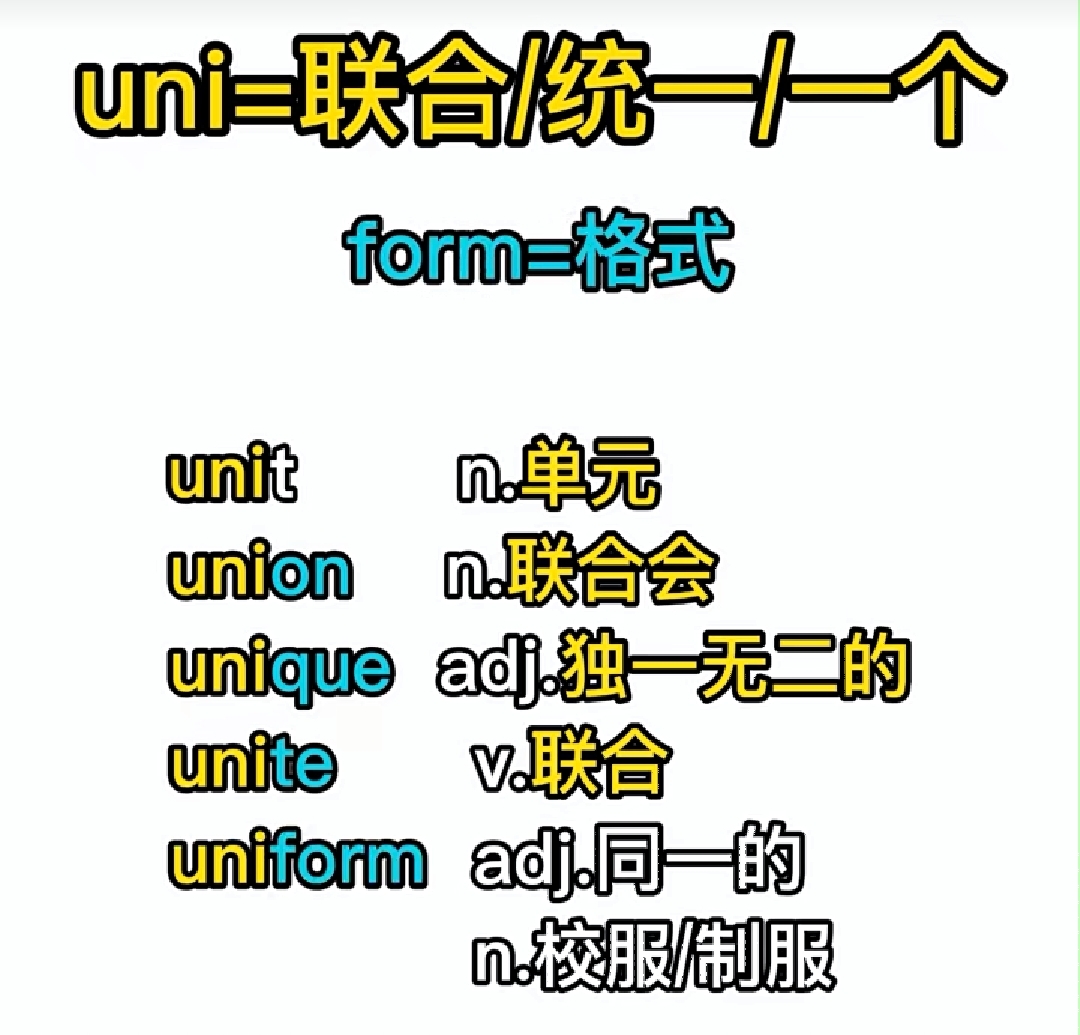 uni=联合/统一/一个
form=格式
unit n.单元
union n.联合会
unique adj.独一无二的
unite v.联合
uniform adj.同一的
n.校服/制服